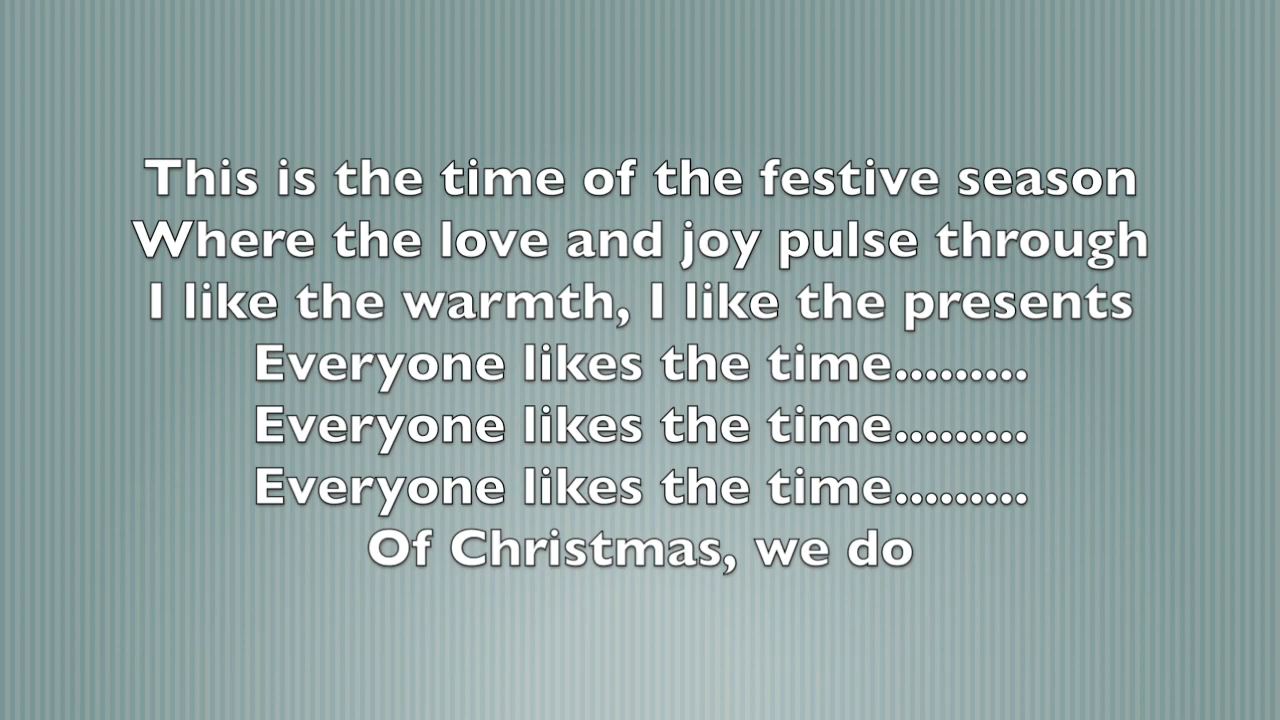 This is the time of the festive season
Where the love and joy pulse through
I like the warmth, I like the presents
Everyone likes the time.........
Everyone likes the time.........
Everyone likes the time.........
Of Christmas, we do